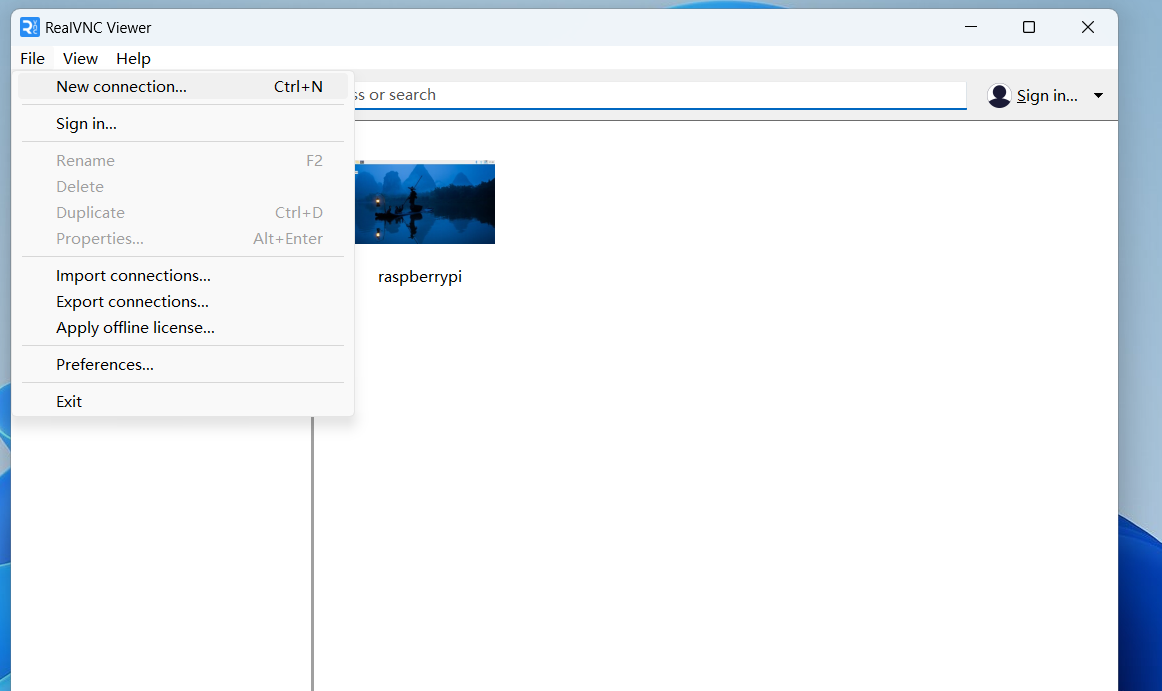 RealVNC Viewer
File View Help
New connection... Ctrl+N
ss or search
Sign in...
Sign in...
Rename F2
Delete
Duplicate Ctrl+D
Properties... Alt+Enter
raspberrypi
Import connections...
Export connections...
Apply offline license...
Preferences...
Exit